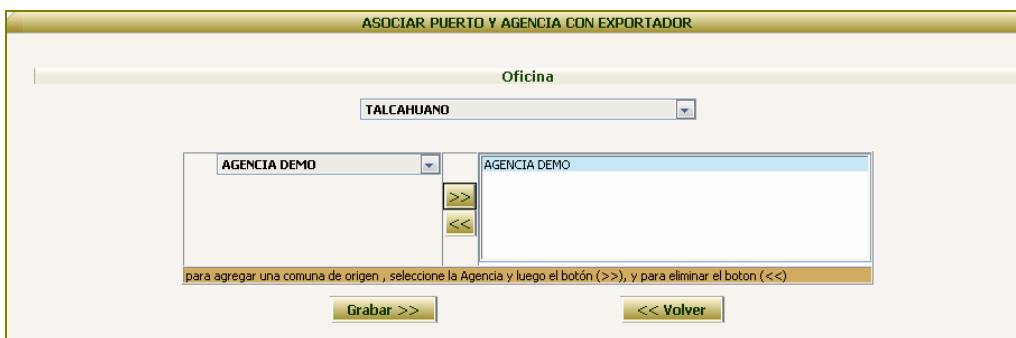 ASOCIAR PUERTO Y AGENCIA CON EXPORTADOR
Oficina
TALCAHUANO
AGENCIA DEMO
AGENCIA DEMO
>>
<<
para agregar una comuna de origen , seleccione la Agencia y luego el botón (>>), y para eliminar el boton (<<)
Grabar >>
<< Volver